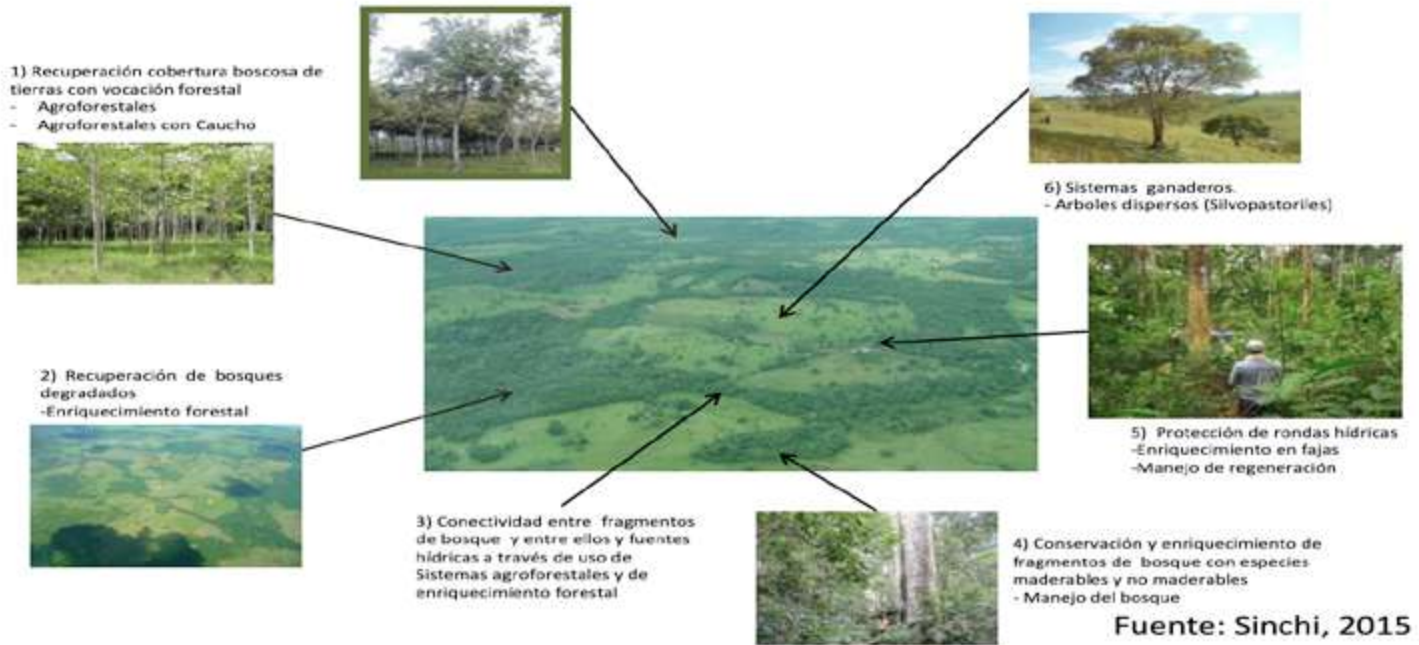 1) Recuperación cobertura boscosa de
tierras con vocación forestal
- Agroforestales
- Agroforestales con Caucho
2) Recuperación de bosques
degradados
-Enriquecimiento forestal
3) Conectividad entre fragmentos
de bosque y entre ellos y fuentes
hídricas a través de uso de
Sistemas agroforestales y de
enriquecimiento forestal
4) Conservación y enriquecimiento de
fragmentos de bosque con especies
maderables y no maderables
- Manejo del bosque
5) Protección de rondas hídricas
-Enriquecimiento en fajas
-Manejo de regeneración
6) Sistemas ganaderos.
- Arboles dispersos (Silvopastoriles)
Fuente: Sinchi, 2015